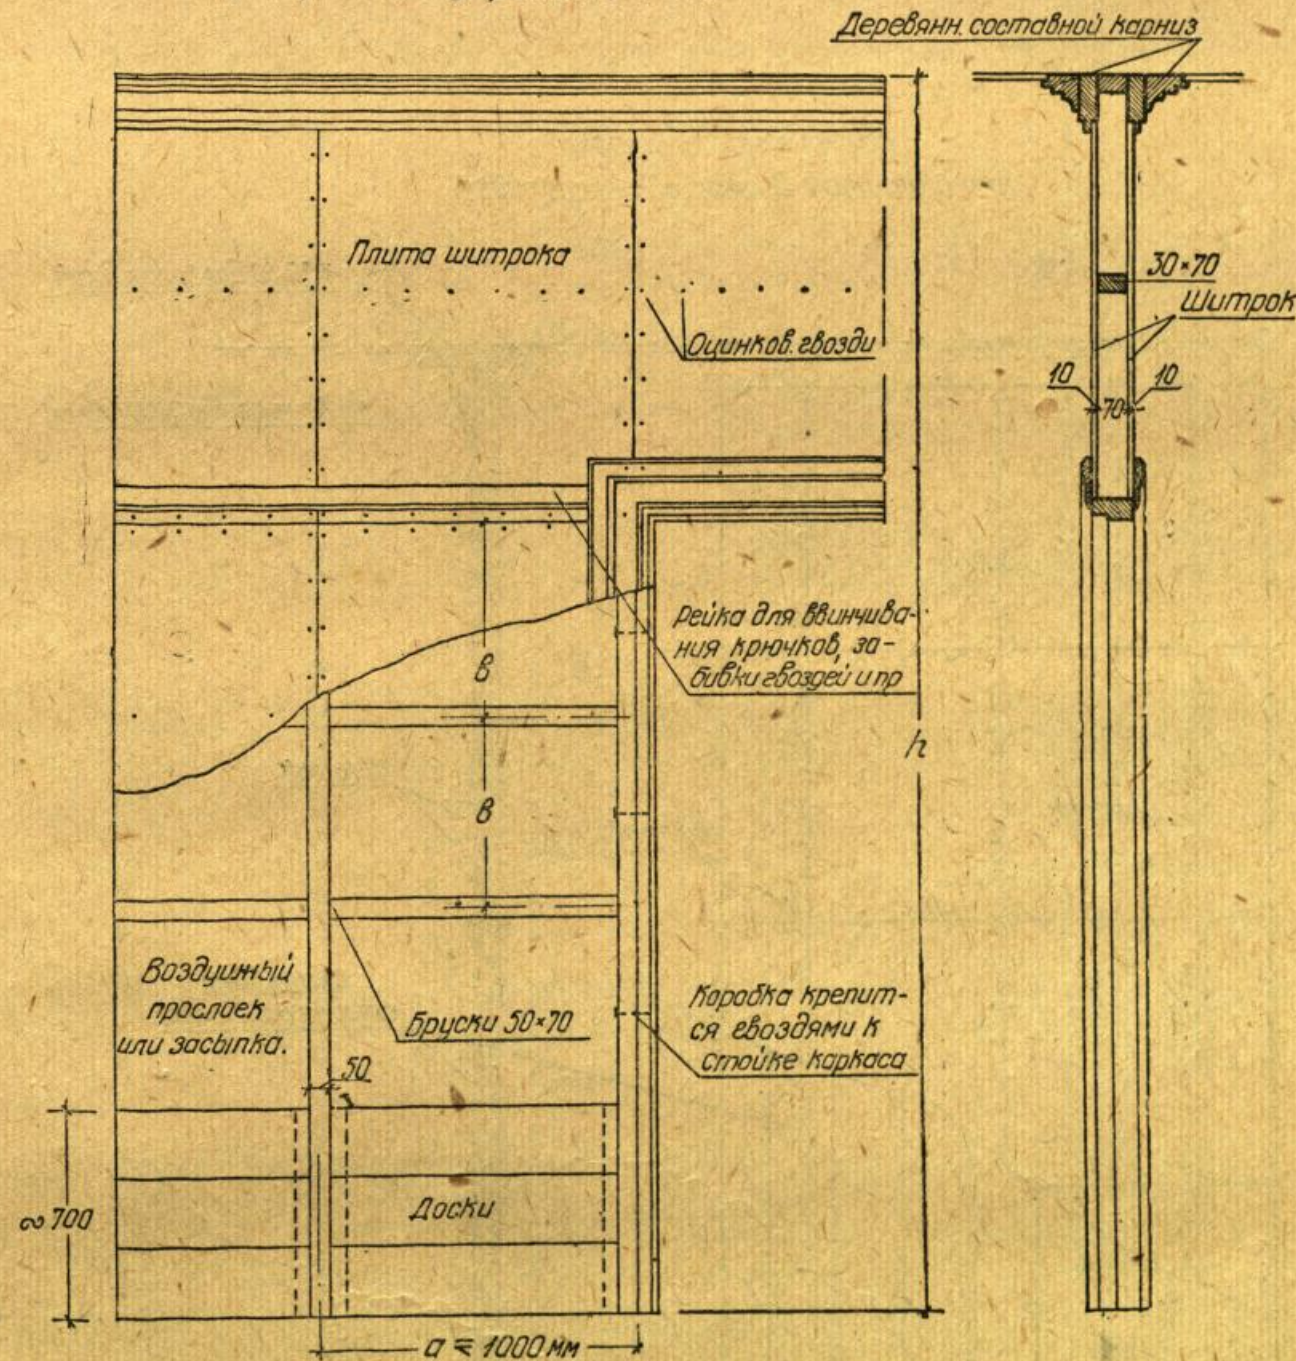 Деревянн. составной карниз
Плита шитрока
30×70
Шитрок
Оцинков. гвозди
10
70
10
Рейка для ввинчива-
ния крючков, за-
бивки гвоздей и пр
в
h
в
Воздушный
прослоек
или засыпка.
Бруски 50×70
Коробка крепит-
ся гвоздями к
стойке каркаса
50
∾ 700
Доски
a ⩽ 1000 мм